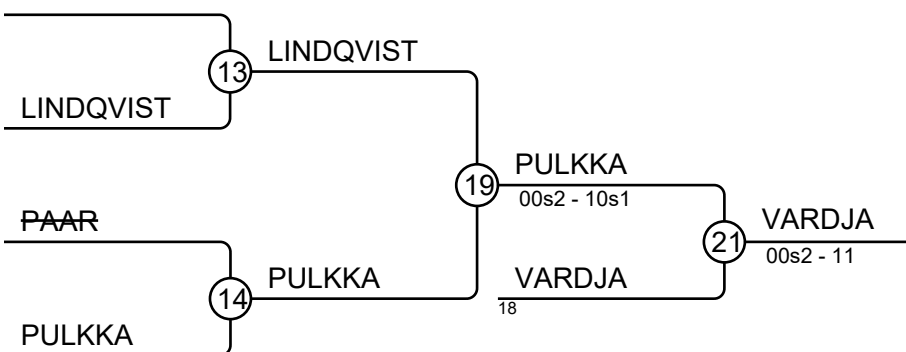 LINDQVIST
13
LINDQVIST
PULKKA
19
00s2 - 10s1
VARDJA
PAAR
21
00s2 - 11
PULKKA
VARDJA
14
18
PULKKA